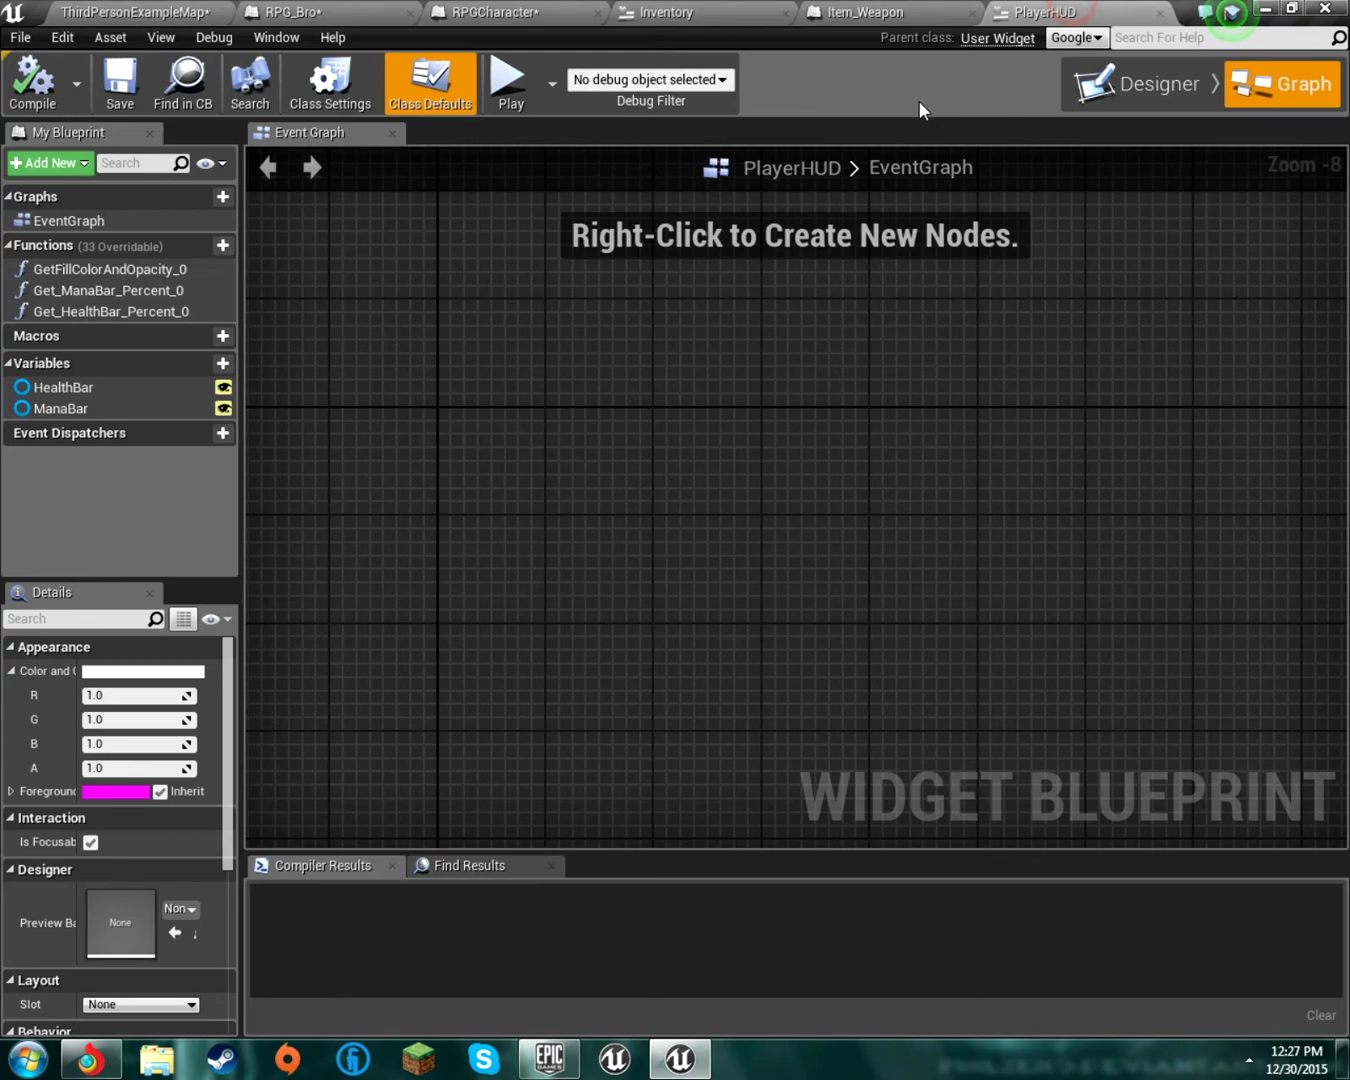 ThirdPersonExampleMap*
RPG_Bro*
RPGCharacter*
Inventory
Item_Weapon
PlayerHUD
File Edit Asset View Debug Window Help
Parent class: User Widget
Google
Search For Help
Compile
Save
Find in CB
Search
Class Settings
Class Defaults
Play
No debug object selected
Debug Filter
Designer
Graph
My Blueprint
Event Graph
Add New
Search
PlayerHUD > EventGraph
Zoom -8
Graphs
EventGraph
Right-Click to Create New Nodes.
Functions (33 Overridable)
GetFillColorAndOpacity_0
Get_ManaBar_Percent_0
Get_HealthBar_Percent_0
Macros
Variables
HealthBar
ManaBar
Event Dispatchers
Details
Search
Appearance
Color and
R 1.0
G 1.0
B 1.0
A 1.0
Foreground
Inherit
Interaction
Is Focusab
Designer
Preview Ba
None
Non
Layout
Slot
None
Behavior
WIDGET BLUEPRINT
Compiler Results
Find Results
Clear
EPIC
GAMES
12:27 PM
12/30/2015